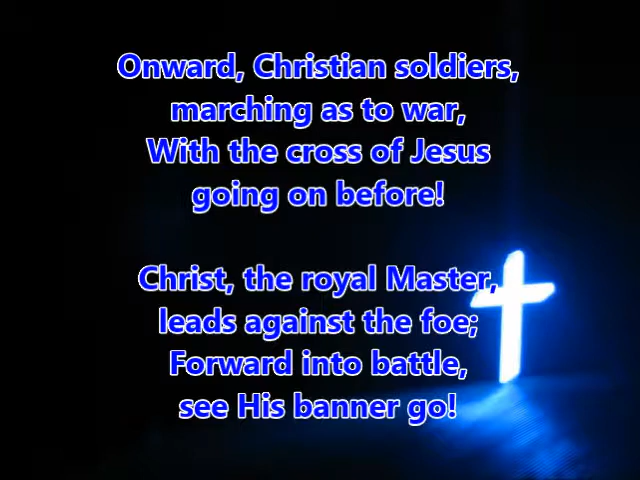 Onward, Christian soldiers,
marching as to war,
With the cross of Jesus
going on before!
Christ, the royal Master,
leads against the foe;
Forward into battle,
see His banner go!